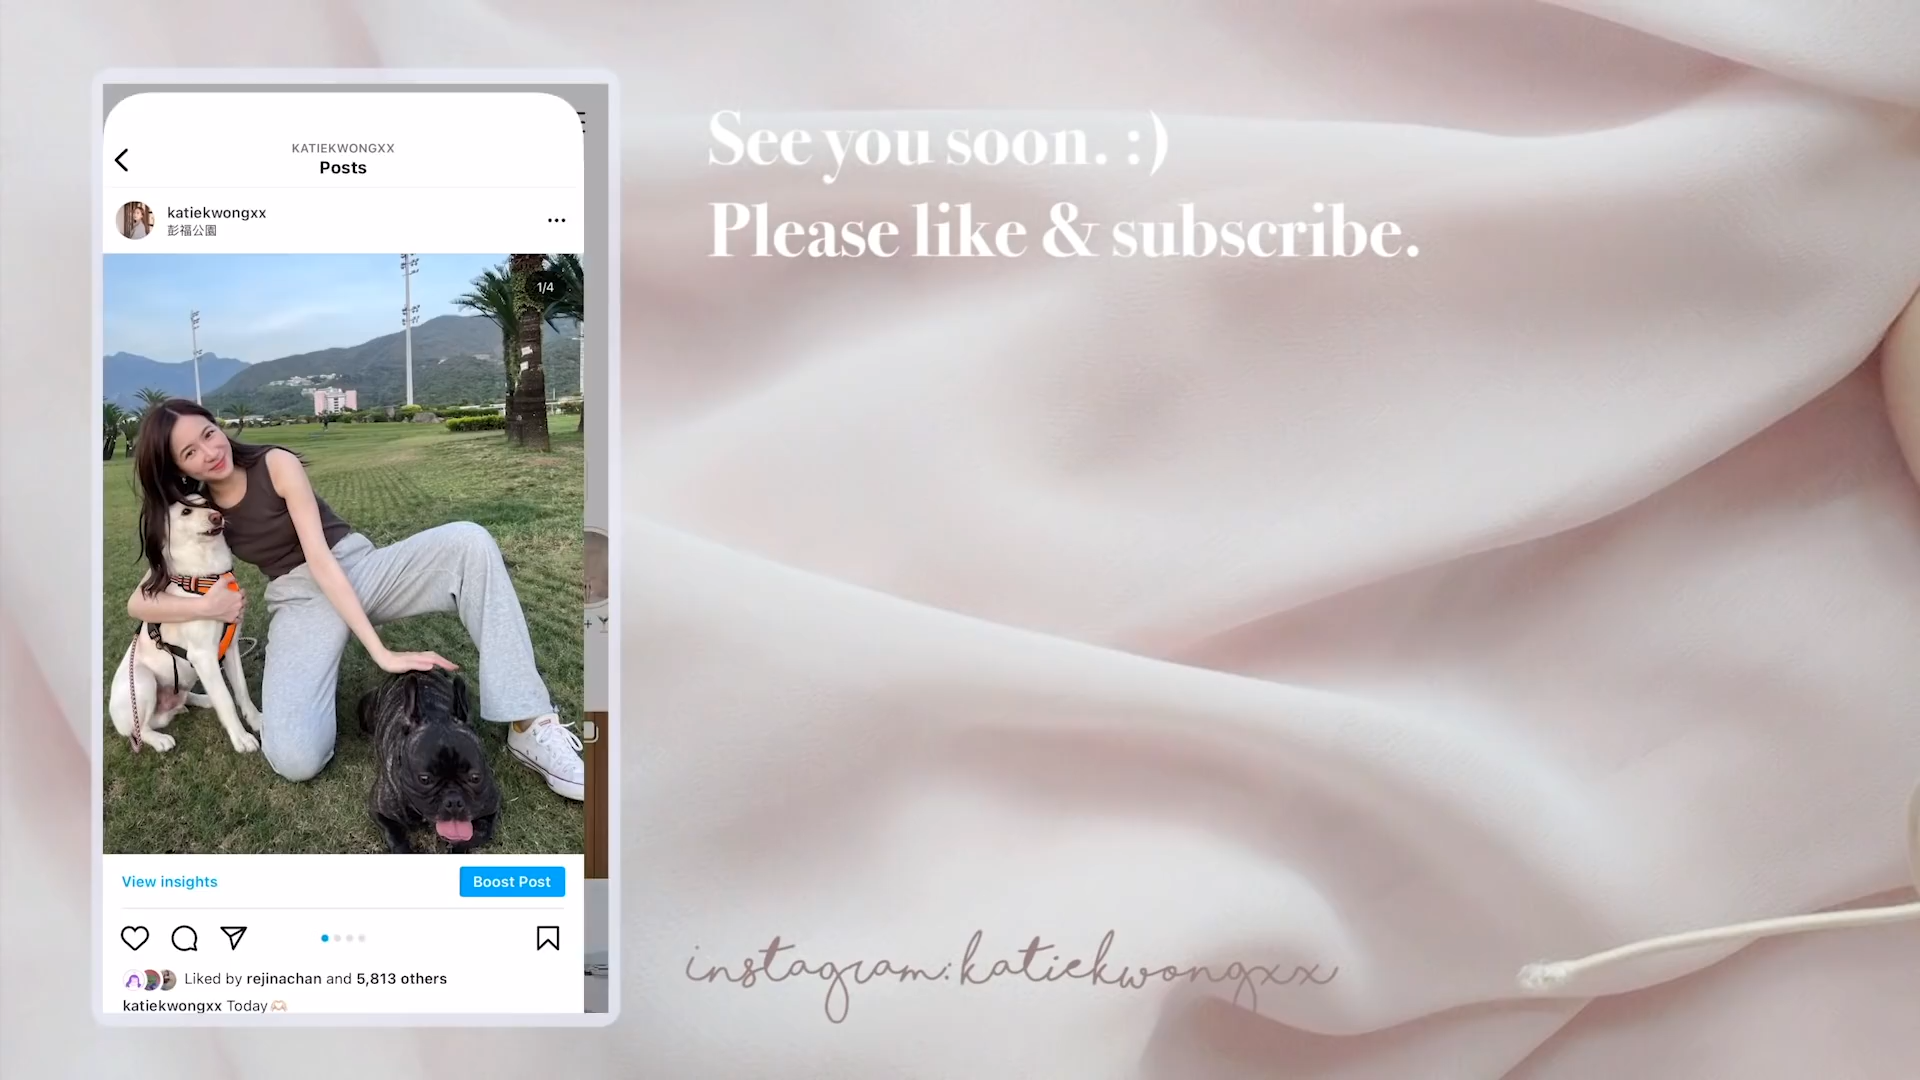 KATIEKWONGXX
Posts
katiekwongxx
彭福公園
1/4
View insights
Boost Post
Liked by rejinachan and 5,813 others
katiekwongxx Today🫶🏻
See you soon. :)
Please like & subscribe.
instagram:katiekwongxx